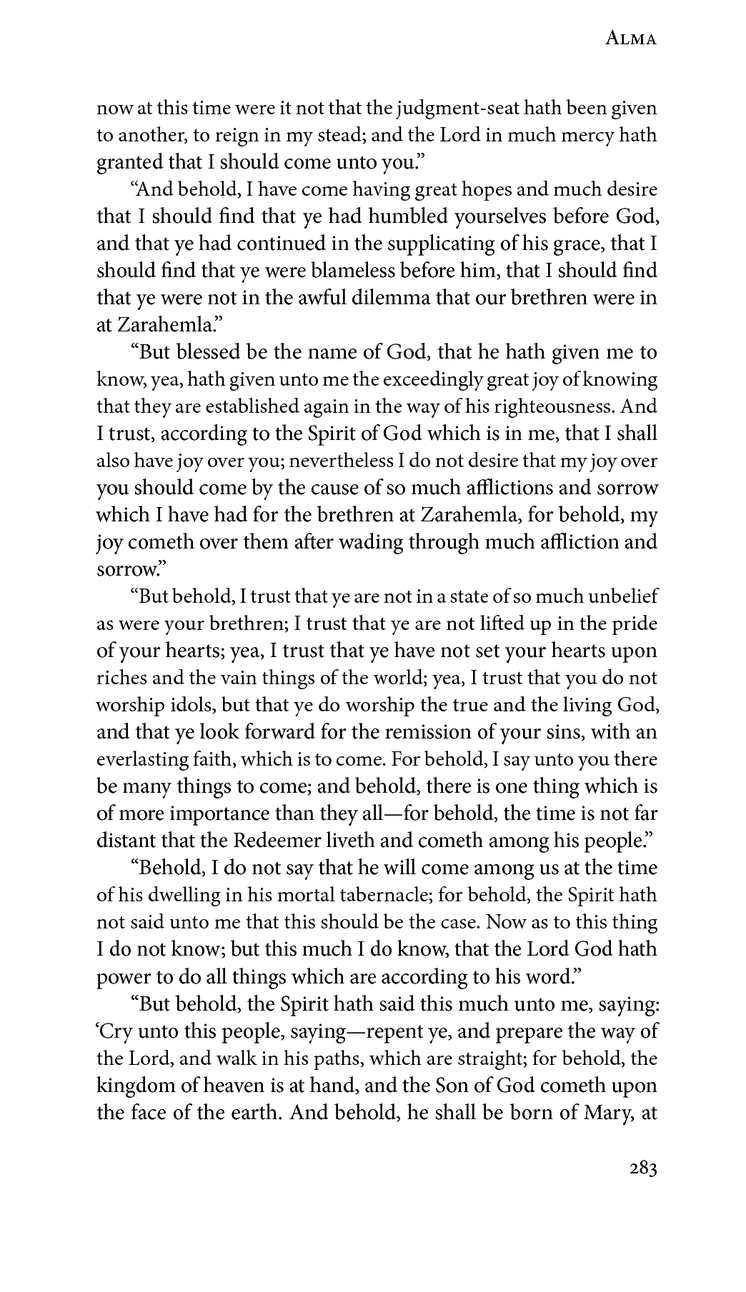 Alma
now at this time were it not that the judgment-seat hath been given
to another, to reign in my stead; and the Lord in much mercy hath
granted that I should come unto you.”
“And behold, I have come having great hopes and much desire
that I should find that ye had humbled yourselves before God,
and that ye had continued in the supplicating of his grace, that I
should find that ye were blameless before him, that I should find
that ye were not in the awful dilemma that our brethren were in
at Zarahemla.”
“But blessed be the name of God, that he hath given me to
know, yea, hath given unto me the exceedingly great joy of knowing
that they are established again in the way of his righteousness. And
I trust, according to the Spirit of God which is in me, that I shall
also have joy over you; nevertheless I do not desire that my joy over
you should come by the cause of so much afflictions and sorrow
which I have had for the brethren at Zarahemla, for behold, my
joy cometh over them after wading through much affliction and
sorrow.”
“But behold, I trust that ye are not in a state of so much unbelief
as were your brethren; I trust that ye are not lifted up in the pride
of your hearts; yea, I trust that ye have not set your hearts upon
riches and the vain things of the world; yea, I trust that you do not
worship idols, but that ye do worship the true and the living God,
and that ye look forward for the remission of your sins, with an
everlasting faith, which is to come. For behold, I say unto you there
be many things to come; and behold, there is one thing which is
of more importance than they all—for behold, the time is not far
distant that the Redeemer liveth and cometh among his people.”
“Behold, I do not say that he will come among us at the time
of his dwelling in his mortal tabernacle; for behold, the Spirit hath
not said unto me that this should be the case. Now as to this thing
I do not know; but this much I do know, that the Lord God hath
power to do all things which are according to his word.”
“But behold, the Spirit hath said this much unto me, saying:
‘Cry unto this people, saying—repent ye, and prepare the way of
the Lord, and walk in his paths, which are straight; for behold, the
kingdom of heaven is at hand, and the Son of God cometh upon
the face of the earth. And behold, he shall be born of Mary, at
283